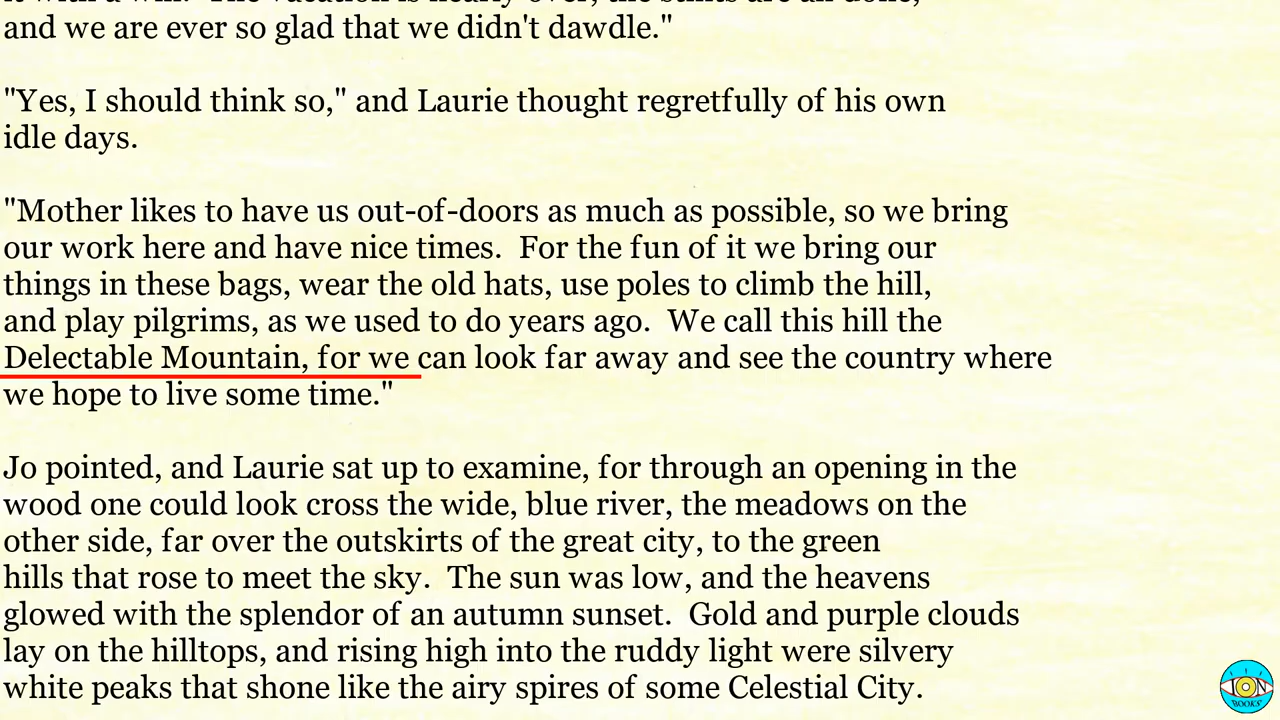 and we are ever so glad that we didn't dawdle."
"Yes, I should think so," and Laurie thought regretfully of his own
idle days.
"Mother likes to have us out-of-doors as much as possible, so we bring
our work here and have nice times.  For the fun of it we bring our
things in these bags, wear the old hats, use poles to climb the hill,
and play pilgrims, as we used to do years ago.  We call this hill the
Delectable Mountain, for we can look far away and see the country where
we hope to live some time."
Jo pointed, and Laurie sat up to examine, for through an opening in the
wood one could look cross the wide, blue river, the meadows on the
other side, far over the outskirts of the great city, to the green
hills that rose to meet the sky.  The sun was low, and the heavens
glowed with the splendor of an autumn sunset.  Gold and purple clouds
lay on the hilltops, and rising high into the ruddy light were silvery
white peaks that shone like the airy spires of some Celestial City.
ION
BOOKS